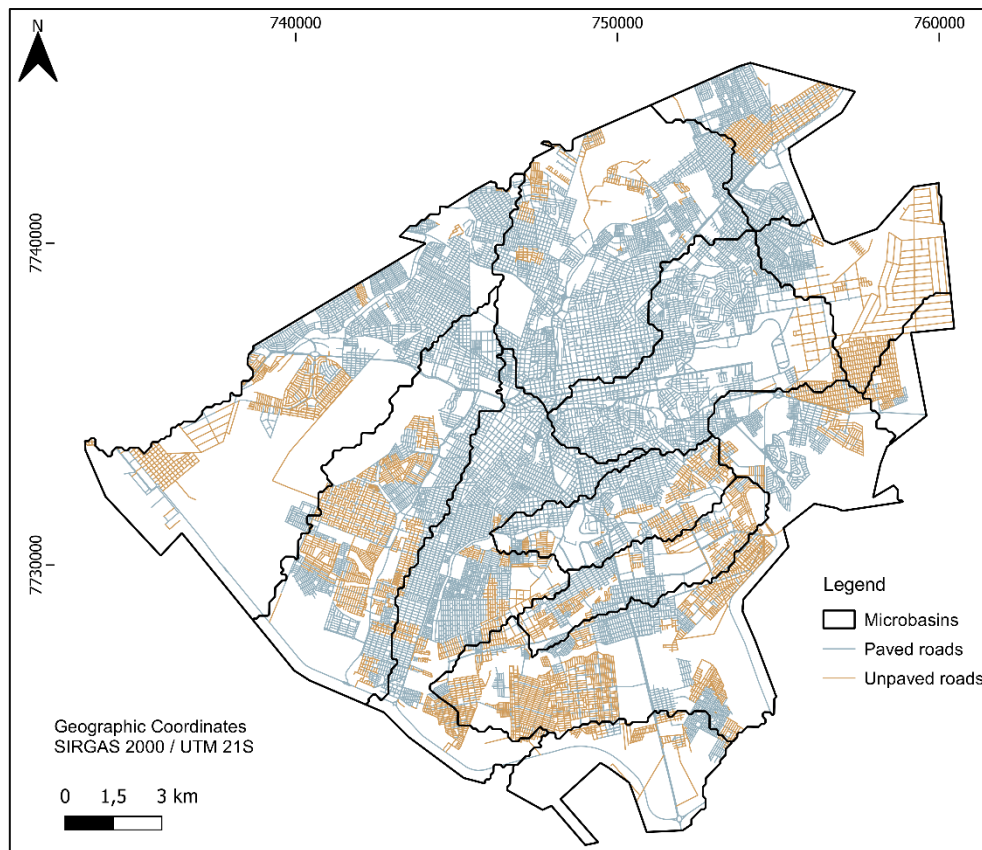 N
740000
750000
760000
7740000
7730000
Legend
Microbasins
Paved roads
Unpaved roads
Geographic Coordinates
SIRGAS 2000 / UTM 21S
0 1,5 3 km